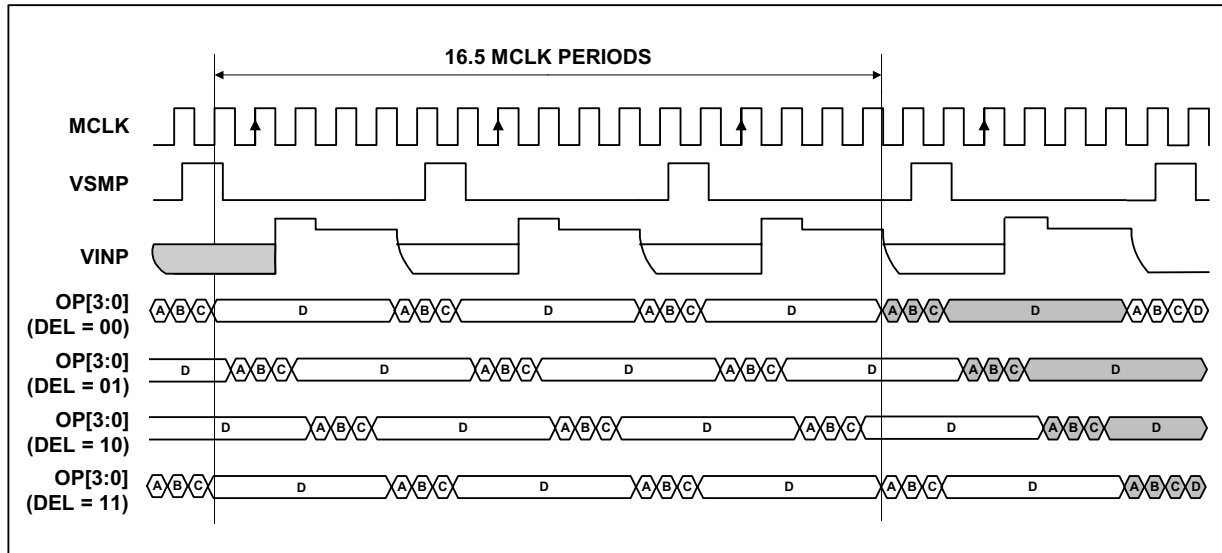 16.5 MCLK PERIODS
MCLK
VSMP
VINP
OP[3:0]
(DEL = 00)
A B C D A B C D A B C D A B C D A B C D
OP[3:0]
(DEL = 01)
D A B C D A B C D A B C D A B C D
OP[3:0]
(DEL = 10)
D A B C D A B C D A B C D A B C D
OP[3:0]
(DEL = 11)
A B C D A B C D A B C D A B C D A B C D